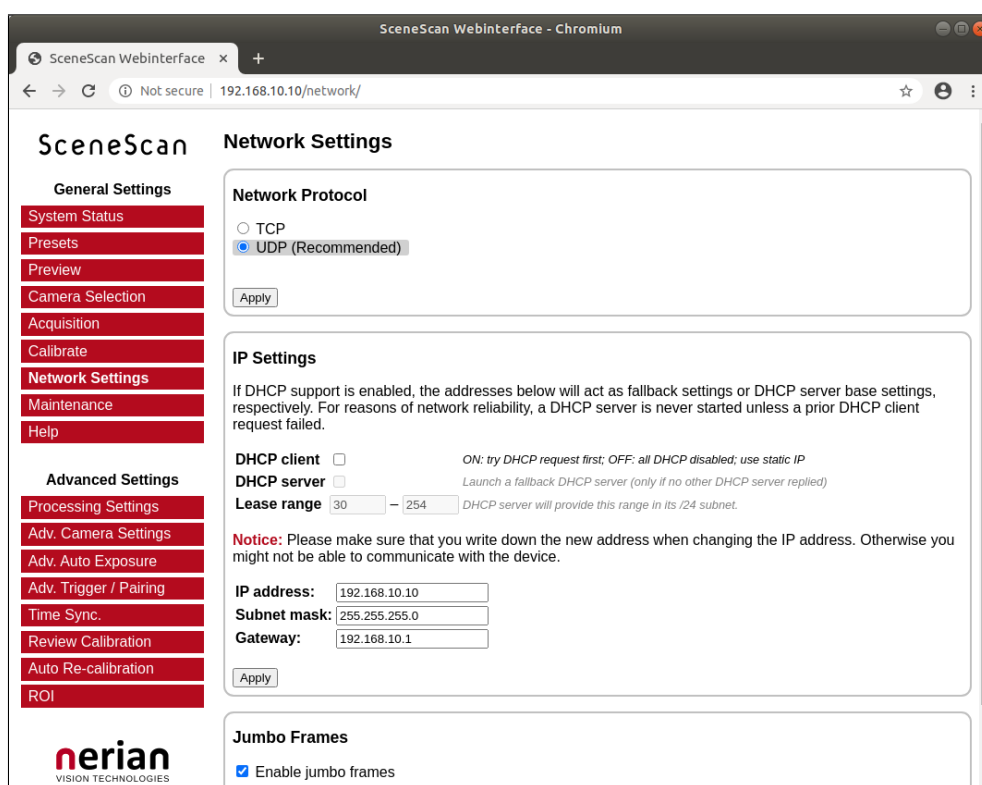 SceneScan Webinterface - Chromium
SceneScan Webinterface × +
Not secure | 192.168.10.10/network/
SceneScan
General Settings
System Status
Presets
Preview
Camera Selection
Acquisition
Calibrate
Network Settings
Maintenance
Help
Advanced Settings
Processing Settings
Adv. Camera Settings
Adv. Auto Exposure
Adv. Trigger / Pairing
Time Sync.
Review Calibration
Auto Re-calibration
ROI
nerian
VISION TECHNOLOGIES
Network Settings
Network Protocol
TCP
UDP (Recommended)
Apply
IP Settings
If DHCP support is enabled, the addresses below will act as fallback settings or DHCP server base settings,
respectively. For reasons of network reliability, a DHCP server is never started unless a prior DHCP client
request failed.
DHCP client ON: try DHCP request first; OFF: all DHCP disabled; use static IP
DHCP server Launch a fallback DHCP server (only if no other DHCP server replied)
Lease range 30 – 254 DHCP server will provide this range in its /24 subnet.
Notice: Please make sure that you write down the new address when changing the IP address. Otherwise you
might not be able to communicate with the device.
IP address: 192.168.10.10
Subnet mask: 255.255.255.0
Gateway: 192.168.10.1
Apply
Jumbo Frames
Enable jumbo frames